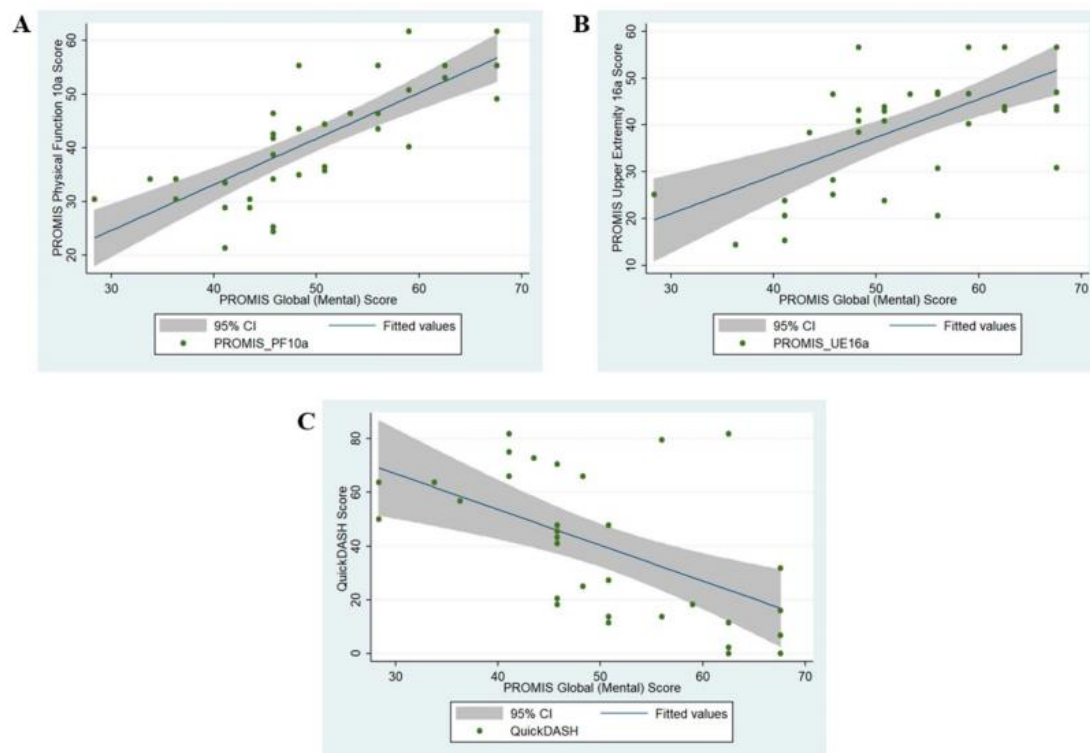 A
PROMIS Physical Function 10a Score
60
50
40
30
20
30
40
50
60
70
PROMIS Global (Mental) Score
95% CI
Fitted values
PROMIS_PF10a
B
PROMIS Upper Extremity 16a Score
60
50
40
30
20
10
30
40
50
60
70
PROMIS Global (Mental) Score
95% CI
Fitted values
PROMIS_UE16a
C
QuickDASH Score
80
60
40
20
0
30
40
50
60
70
PROMIS Global (Mental) Score
95% CI
Fitted values
QuickDASH